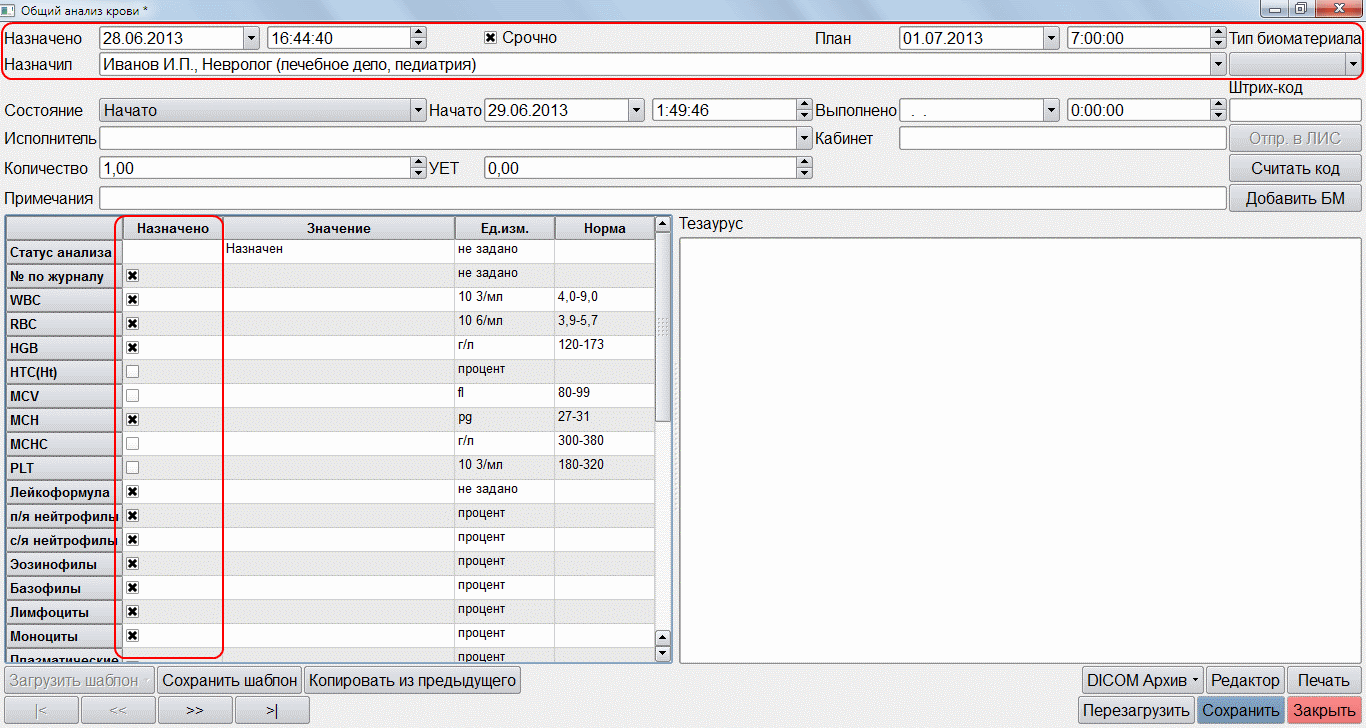 Общий анализ крови *
Назначено 28.06.2013 16:44:40 Срочно План 01.07.2013 7:00:00 Тип биоматериала
Назначил Иванов И.П., Невролог (лечебное дело, педиатрия)
Штрих-код
Состояние Начато Начато 29.06.2013 1:49:46 Выполнено . . 0:00:00
Исполнитель Кабинет Отпр. в ЛИС
Количество 1,00 УЕТ 0,00 Считать код
Примечания Добавить БМ
Назначено Значение Ед.изм. Норма Тезаурус
Статус анализа Назначен не задано
№ по журналу не задано
WBC 10 3/мл 4,0-9,0
RBC 10 6/мл 3,9-5,7
HGB г/л 120-173
HTC(Ht) процент
MCV fl 80-99
MCH pg 27-31
MCHC г/л 300-380
PLT 10 3/мл 180-320
Лейкоформула не задано
п/я нейтрофилы процент
с/я нейтрофилы процент
Эозинофилы процент
Базофилы процент
Лимфоциты процент
Моноциты процент
Плазматические процент
Загрузить шаблон Сохранить шаблон Копировать из предыдущего DICOM Архив Редактор Печать
|< << >> >| Перезагрузить Сохранить Закрыть